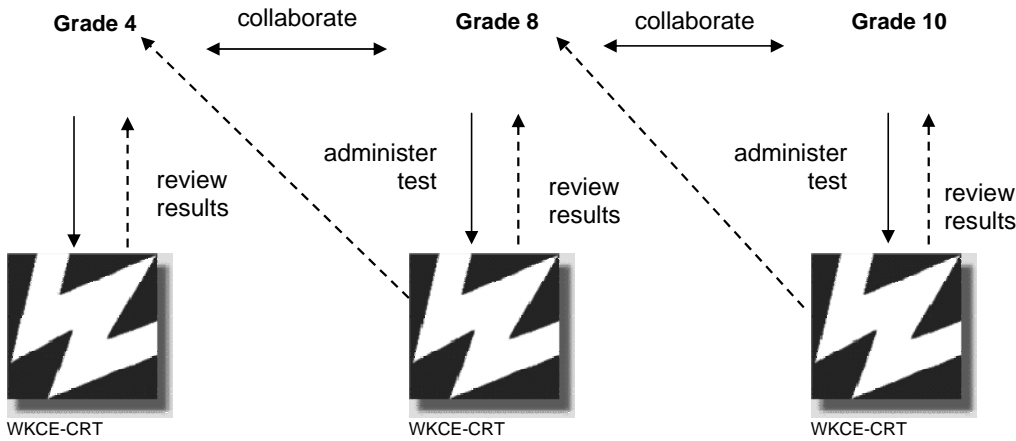 Grade 4
collaborate
Grade 8
collaborate
Grade 10
review
results
administer
test
review
results
administer
test
review
results
WKCE-CRT
WKCE-CRT
WKCE-CRT